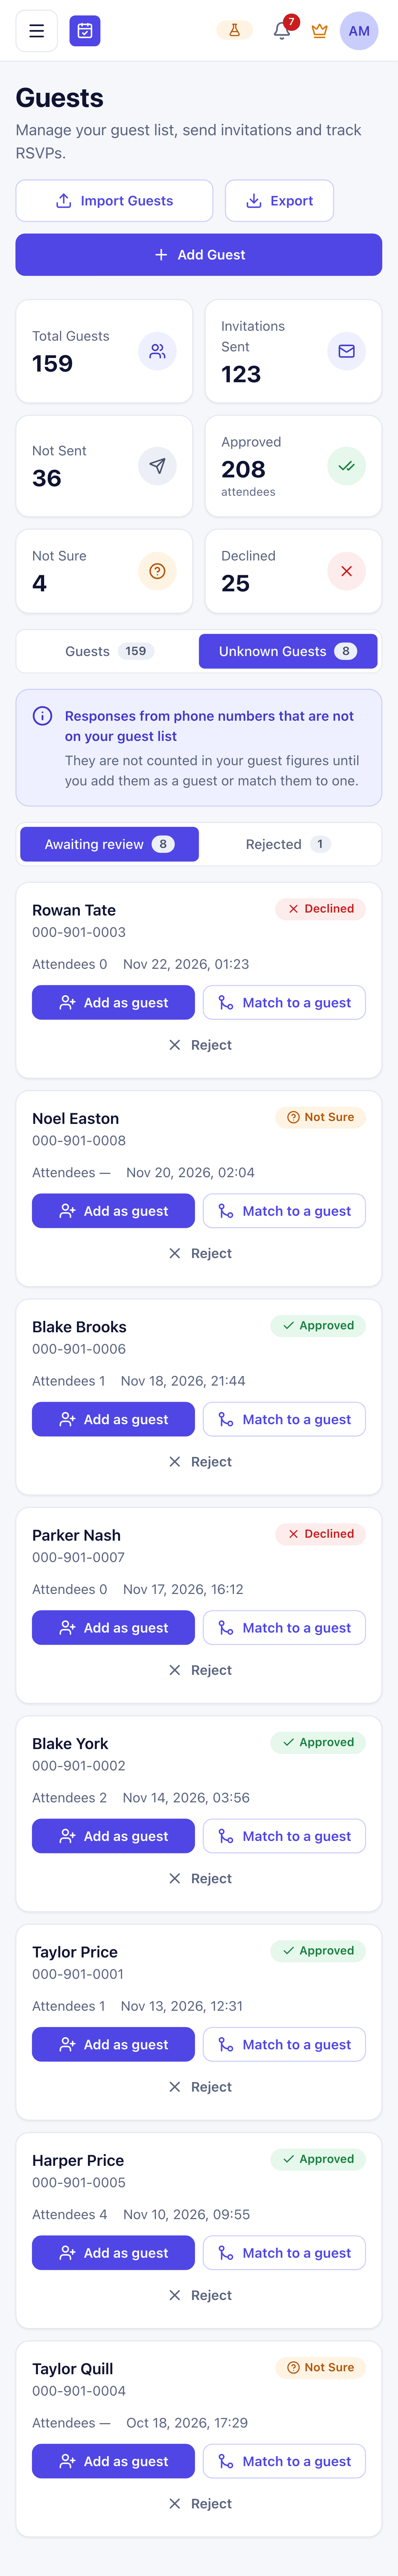 7
AM
Guests
Manage your guest list, send invitations and track
RSVPs.
Import Guests
Export
Add Guest
Total Guests
159
Invitations
Sent
123
Not Sent
36
Approved
208
attendees
Not Sure
4
Declined
25
Guests 159
Unknown Guests 8
Responses from phone numbers that are not
on your guest list
They are not counted in your guest figures until
you add them as a guest or match them to one.
Awaiting review 8
Rejected 1
Rowan Tate
Declined
000-901-0003
Attendees 0 Nov 22, 2026, 01:23
Add as guest
Match to a guest
Reject
Noel Easton
Not Sure
000-901-0008
Attendees — Nov 20, 2026, 02:04
Add as guest
Match to a guest
Reject
Blake Brooks
Approved
000-901-0006
Attendees 1 Nov 18, 2026, 21:44
Add as guest
Match to a guest
Reject
Parker Nash
Declined
000-901-0007
Attendees 0 Nov 17, 2026, 16:12
Add as guest
Match to a guest
Reject
Blake York
Approved
000-901-0002
Attendees 2 Nov 14, 2026, 03:56
Add as guest
Match to a guest
Reject
Taylor Price
Approved
000-901-0001
Attendees 1 Nov 13, 2026, 12:31
Add as guest
Match to a guest
Reject
Harper Price
Approved
000-901-0005
Attendees 4 Nov 10, 2026, 09:55
Add as guest
Match to a guest
Reject
Taylor Quill
Not Sure
000-901-0004
Attendees — Oct 18, 2026, 17:29
Add as guest
Match to a guest
Reject